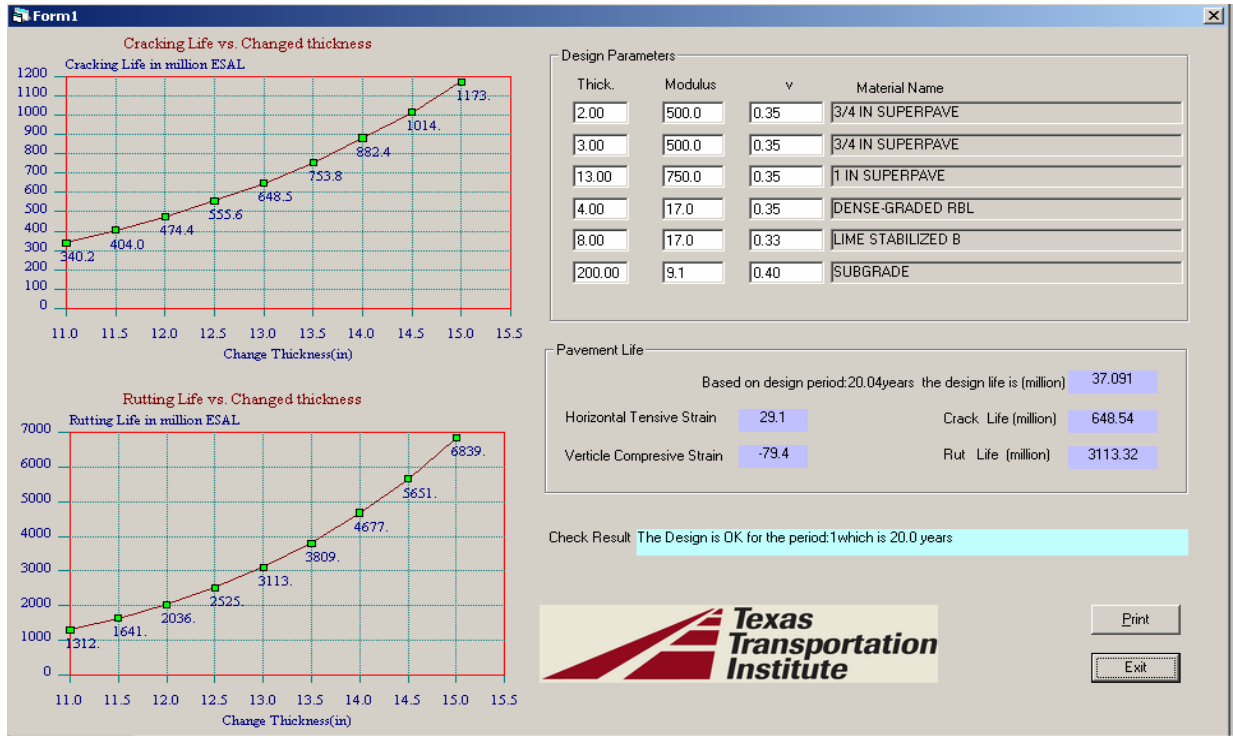 Form1
Cracking Life vs. Changed thickness
Cracking Life in million ESAL
1200
1100
1000
900
800
700
600
500
400
300
200
100
0
340.2
404.0
474.4
555.6
648.5
753.8
882.4
1014.
1173.
11.0 11.5 12.0 12.5 13.0 13.5 14.0 14.5 15.0 15.5
Change Thickness(in)
Rutting Life vs. Changed thickness
Rutting Life in million ESAL
7000
6000
5000
4000
3000
2000
1000
0
1312.
1641.
2036.
2525.
3113.
3809.
4677.
5651.
6839.
11.0 11.5 12.0 12.5 13.0 13.5 14.0 14.5 15.0 15.5
Change Thickness(in)
Design Parameters
Thick. Modulus v Material Name
2.00 500.0 0.35 3/4 IN SUPERPAVE
3.00 500.0 0.35 3/4 IN SUPERPAVE
13.00 750.0 0.35 1 IN SUPERPAVE
4.00 17.0 0.35 DENSE-GRADED RBL
8.00 17.0 0.33 LIME STABILIZED B
200.00 9.1 0.40 SUBGRADE
Pavement Life
Based on design period:20.04years the design life is (million) 37.091
Horizontal Tensive Strain 29.1 Crack Life (million) 648.54
Verticle Compresive Strain -79.4 Rut Life (million) 3113.32
Check Result The Design is OK for the period:1which is 20.0 years
Texas
Transportation
Institute
Print
Exit